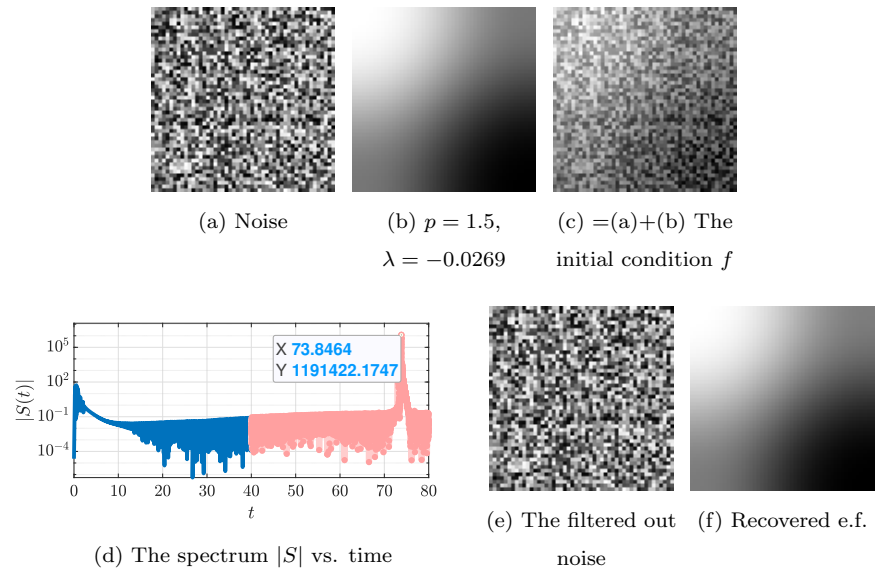 (a) Noise
(b) p = 1.5,
λ = −0.0269
(c) =(a)+(b) The
initial condition f
|S(t)|
10^5
10^2
10^-1
10^-4
X 73.8464
Y 1191422.1747
0 10 20 30 40 50 60 70 80
t
(d) The spectrum |S| vs. time
(e) The filtered out
noise
(f) Recovered e.f.